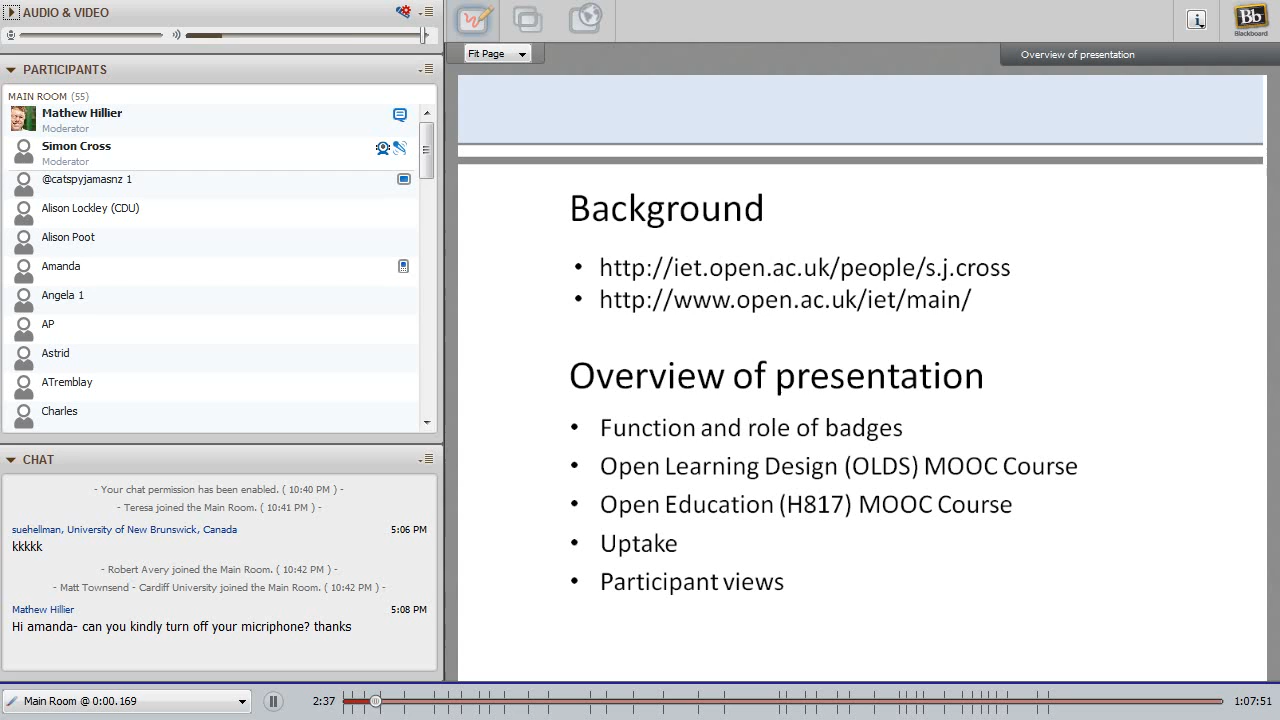 AUDIO & VIDEO
PARTICIPANTS
MAIN ROOM (55)
Mathew Hillier
Moderator
Simon Cross
Moderator
@catspyjamasnz 1
Alison Lockley (CDU)
Alison Poot
Amanda
Angela 1
AP
Astrid
ATremblay
Charles
CHAT
- Your chat permission has been enabled. ( 10:40 PM ) -
- Teresa joined the Main Room. ( 10:41 PM ) -
suehellman, University of New Brunswick, Canada 5:06 PM
kkkkk
- Robert Avery joined the Main Room. ( 10:42 PM ) -
- Matt Townsend - Cardiff University joined the Main Room. ( 10:42 PM ) -
Mathew Hillier 5:08 PM
Hi amanda- can you kindly turn off your micriphone? thanks
Bb
Blackboard
Fit Page
Overview of presentation
Background
• http://iet.open.ac.uk/people/s.j.cross
• http://www.open.ac.uk/iet/main/
Overview of presentation
• Function and role of badges
• Open Learning Design (OLDS) MOOC Course
• Open Education (H817) MOOC Course
• Uptake
• Participant views
Main Room @ 0:00.169 2:37 1:07:51